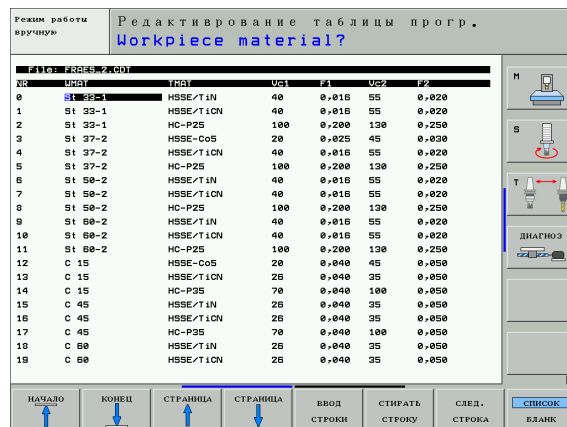 Режим работы
вручную
Редактиврование таблицы прогр.
Workpiece material?
File: FRAES_2.CDT
NR WMAT TMAT Vc1 F1 Vc2 F2
0 St 33-1 HSSE/TiN 40 0,016 55 0,020
1 St 33-1 HSSE/TiCN 40 0,016 55 0,020
2 St 33-1 HC-P25 100 0,200 130 0,250
3 St 37-2 HSSE-Co5 20 0,025 45 0,030
4 St 37-2 HSSE/TiCN 40 0,016 55 0,020
5 St 37-2 HC-P25 100 0,200 130 0,250
6 St 50-2 HSSE/TiN 40 0,016 55 0,020
7 St 50-2 HSSE/TiCN 40 0,016 55 0,020
8 St 50-2 HC-P25 100 0,200 130 0,250
9 St 60-2 HSSE/TiN 40 0,016 55 0,020
10 St 60-2 HSSE/TiCN 40 0,016 55 0,020
11 St 60-2 HC-P25 100 0,200 130 0,250
12 C 15 HSSE-Co5 20 0,040 45 0,050
13 C 15 HSSE/TiCN 26 0,040 35 0,050
14 C 15 HC-P35 70 0,040 100 0,050
15 C 45 HSSE/TiN 26 0,040 35 0,050
16 C 45 HSSE/TiCN 26 0,040 35 0,050
17 C 45 HC-P35 70 0,040 100 0,050
18 C 60 HSSE/TiN 26 0,040 35 0,050
19 C 60 HSSE/TiCN 26 0,040 35 0,050
M
S
T
ДИАГНОЗ
НАЧАЛО
КОНЕЦ
СТРАНИЦА
СТРАНИЦА
ВВОД
СТРОКИ
СТИРАТЬ
СТРОКУ
СЛЕД.
СТРОКА
СПИСОК
БЛАНК